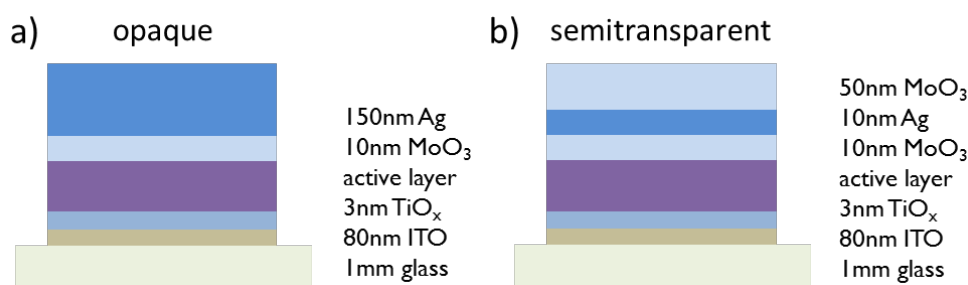 a) opaque
150nm Ag
10nm MoO₃
active layer
3nm TiOₓ
80nm ITO
1mm glass
b) semitransparent
50nm MoO₃
10nm Ag
10nm MoO₃
active layer
3nm TiOₓ
80nm ITO
1mm glass